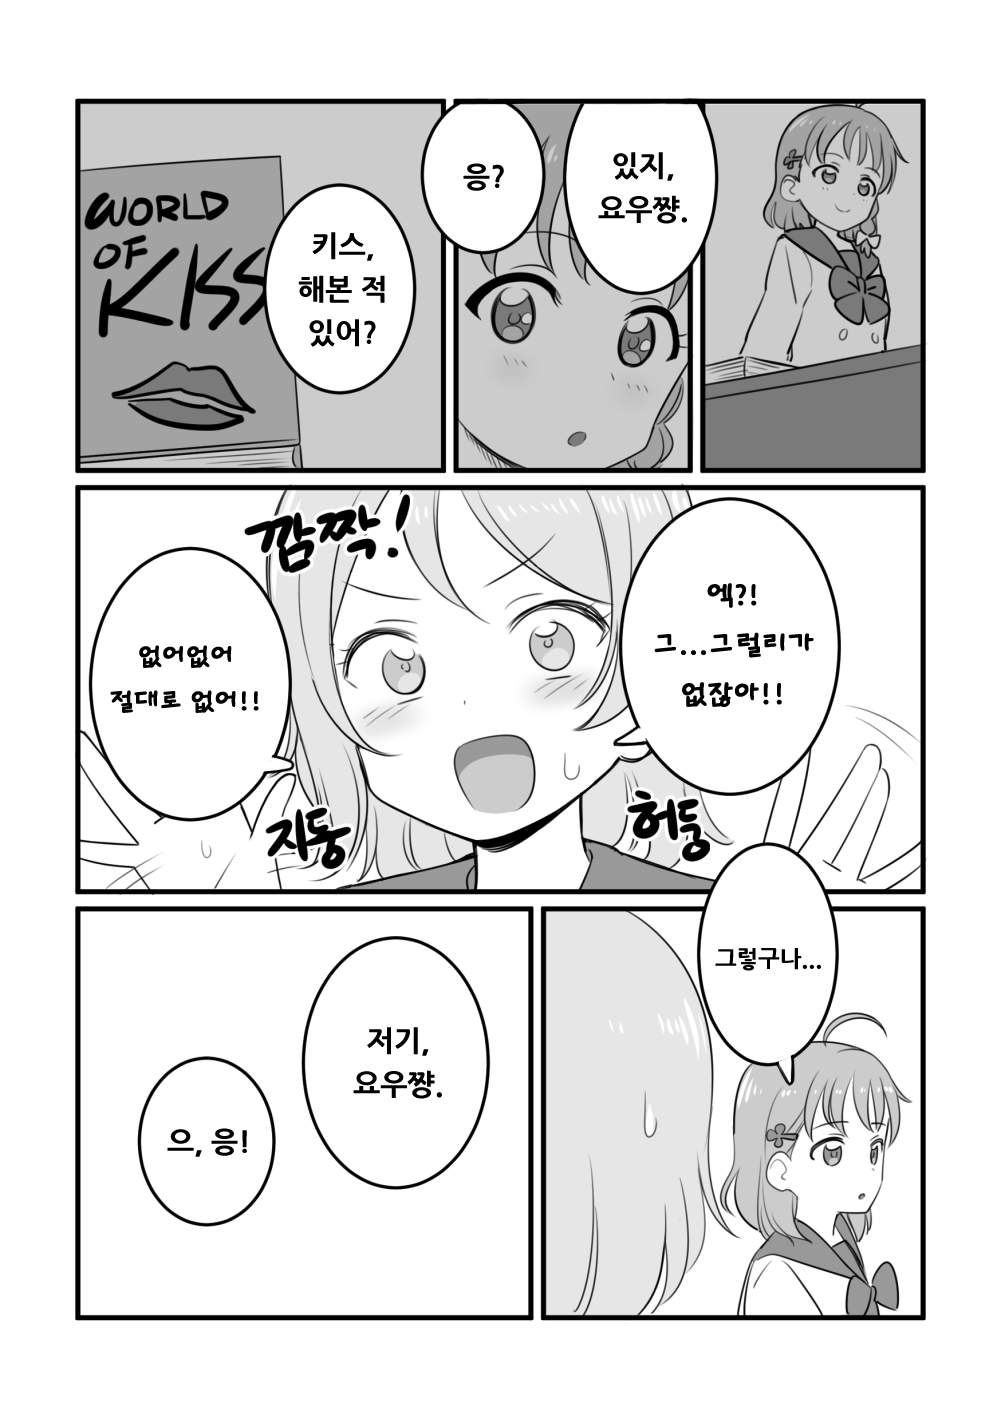 있지,
요우쨩.
응?
키스,
해본 적
있어?
WORLD
OF
KISS
깜짝!
엑?!
그...그럴리가
없잖아!!
허둥
지둥
없어없어
절대로 없어!!
그렇구나...
저기,
요우쨩.
으, 응!